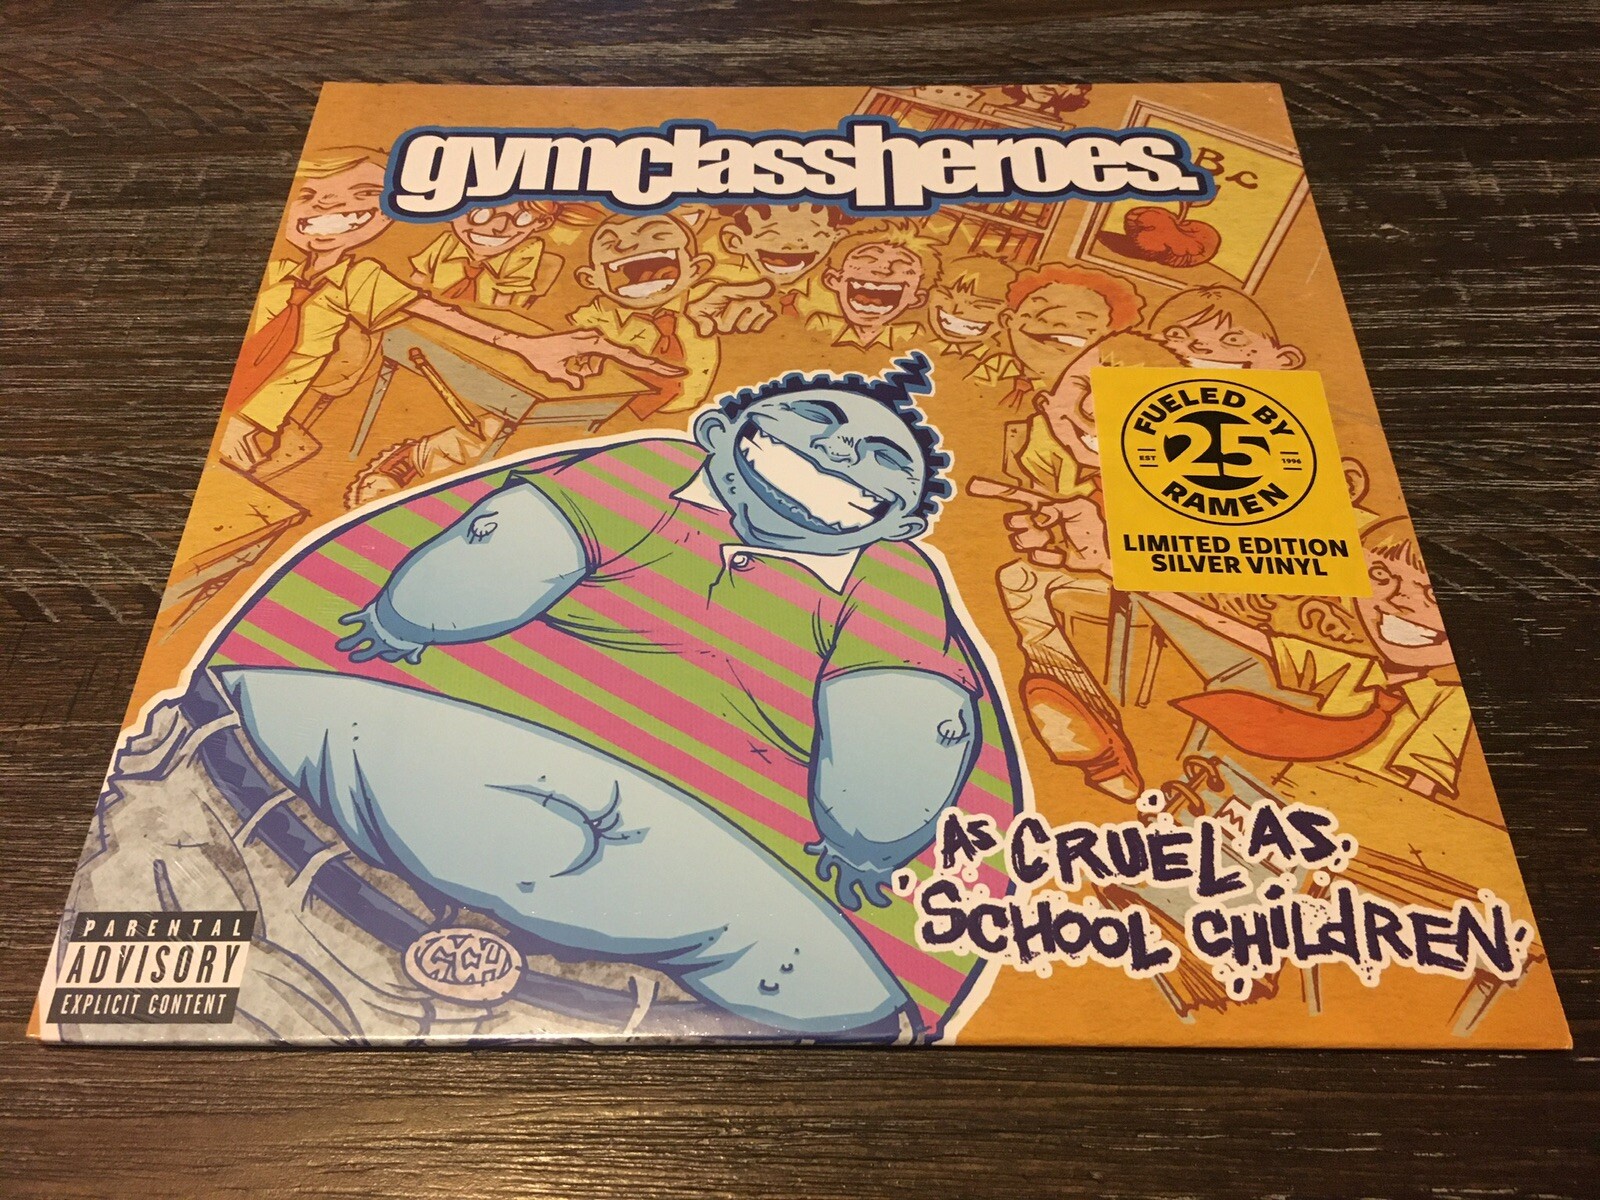 gymclassheroes.
B
FUELED BY
EST 25 1996
RAMEN
LIMITED EDITION
SILVER VINYL
AS CRUEL AS
SCHOOL CHILDREN
GCH
PARENTAL
ADVISORY
EXPLICIT CONTENT